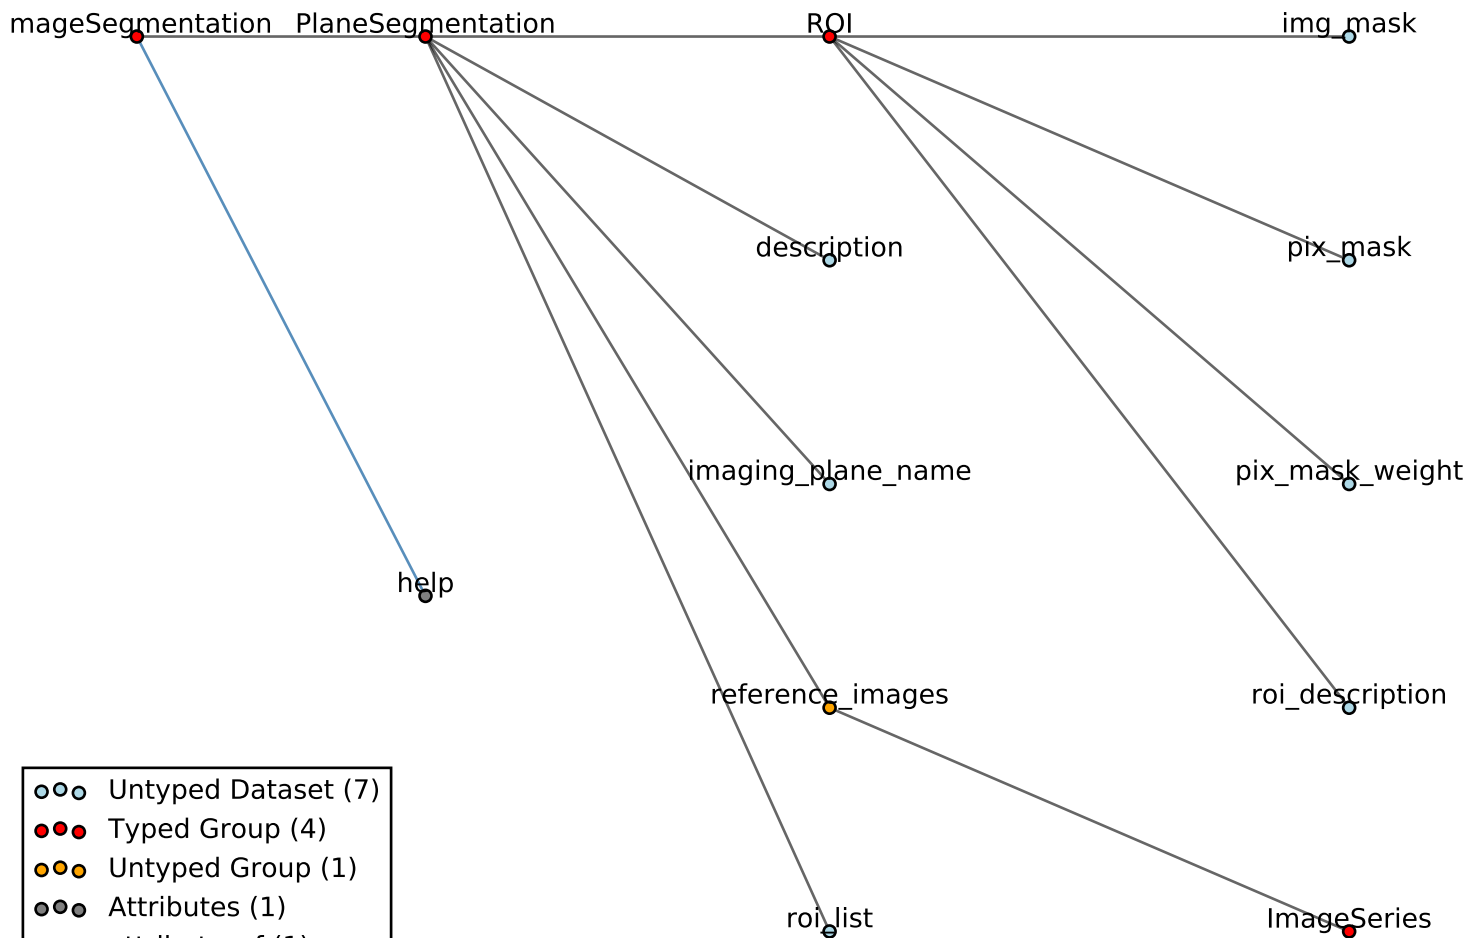 mageSegmentation PlaneSegmentation ROI img_mask
description pix_mask
imaging_plane_name pix_mask_weight
help
reference_images roi_description
Untyped Dataset (7)
Typed Group (4)
Untyped Group (1)
Attributes (1)
roi_list ImageSeries